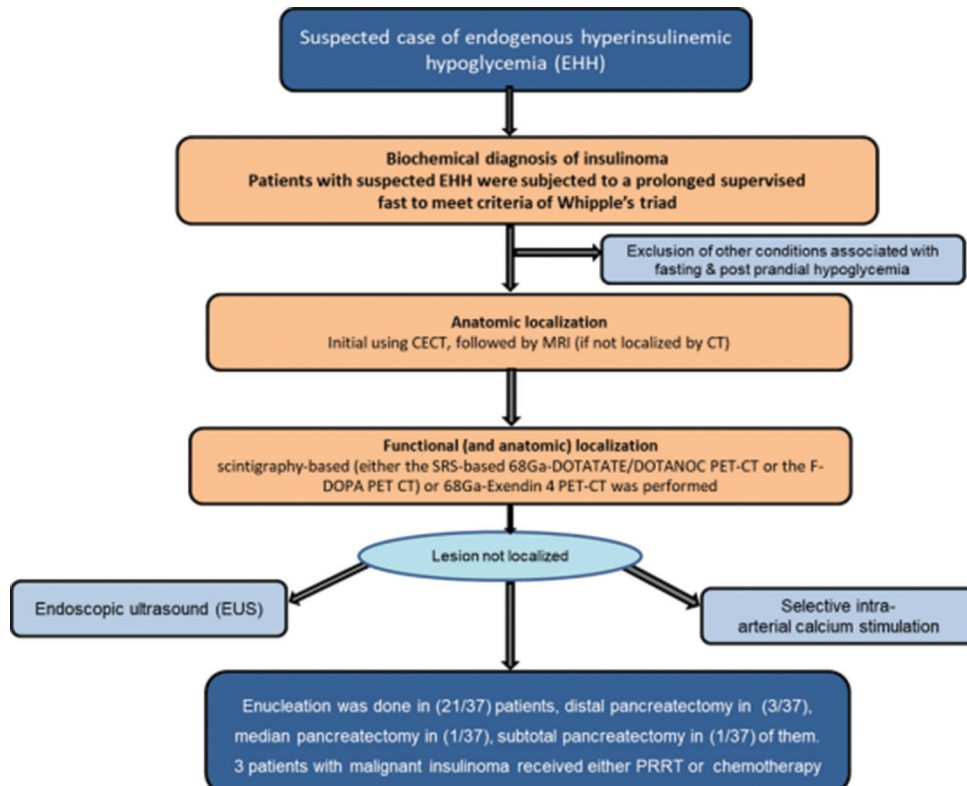 Suspected case of endogenous hyperinsulinemic
hypoglycemia (EHH)
Biochemical diagnosis of insulinoma
Patients with suspected EHH were subjected to a prolonged supervised
fast to meet criteria of Whipple's triad
Exclusion of other conditions associated with
fasting & post prandial hypoglycemia
Anatomic localization
Initial using CECT, followed by MRI (if not localized by CT)
Functional (and anatomic) localization
scintigraphy-based (either the SRS-based 68Ga-DOTATATE/DOTANOC PET-CT or the F-
DOPA PET CT) or 68Ga-Exendin 4 PET-CT was performed
Lesion not localized
Endoscopic ultrasound (EUS)
Selective intra-
arterial calcium stimulation
Enucleation was done in (21/37) patients, distal pancreatectomy in (3/37),
median pancreatectomy in (1/37), subtotal pancreatectomy in (1/37) of them.
3 patients with malignant insulinoma received either PRRT or chemotherapy